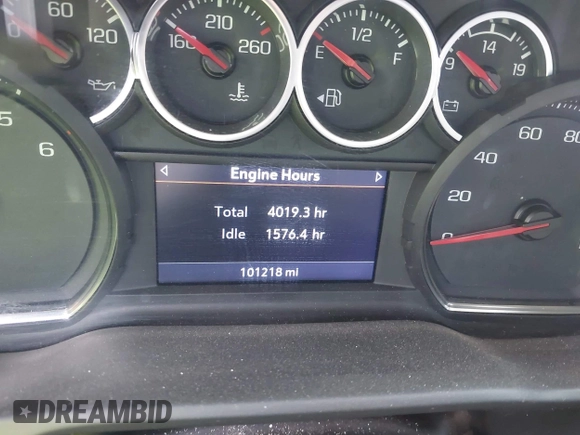 0 60 120
160 210 260
E 1/2 F
9 14 19
5
6
0 20 40 60 80
Engine Hours
Total 4019.3 hr
Idle 1576.4 hr
101218 mi
DREAMBID